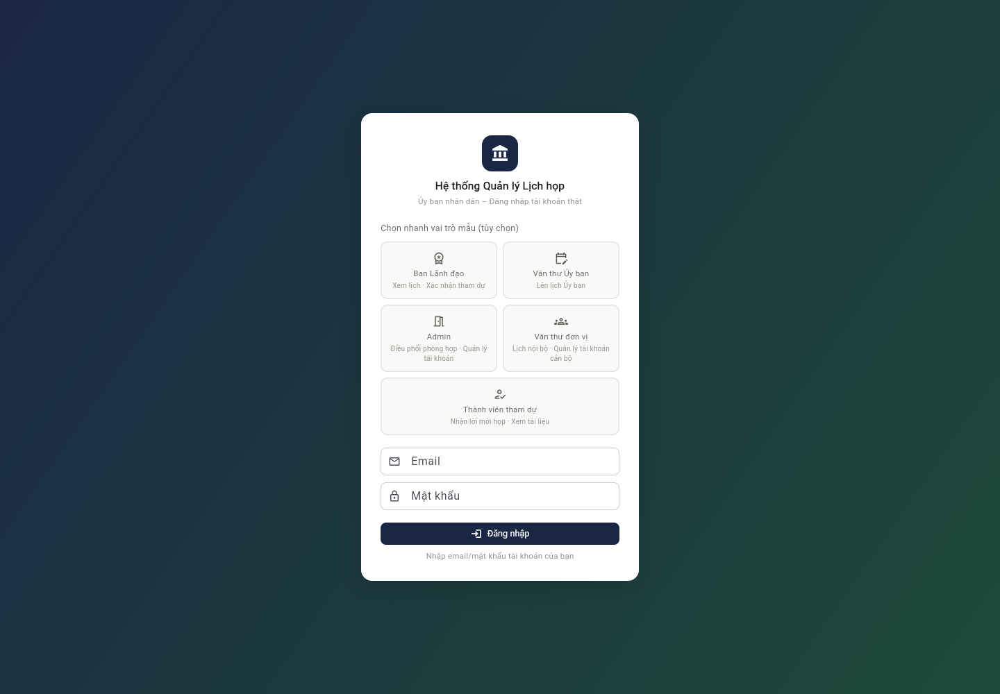 Hệ thống Quản lý Lịch họp
Ủy ban nhân dân – Đăng nhập tài khoản thật
Chọn nhanh vai trò mẫu (tùy chọn)
Ban Lãnh đạo
Xem lịch · Xác nhận tham dự
Văn thư Ủy ban
Lên lịch Ủy ban
Admin
Điều phối phòng họp · Quản lý
tài khoản
Văn thư đơn vị
Lịch nội bộ · Quản lý tài khoản
cán bộ
Thành viên tham dự
Nhận lời mời họp · Xem tài liệu
Email
Mật khẩu
Đăng nhập
Nhập email/mật khẩu tài khoản của bạn